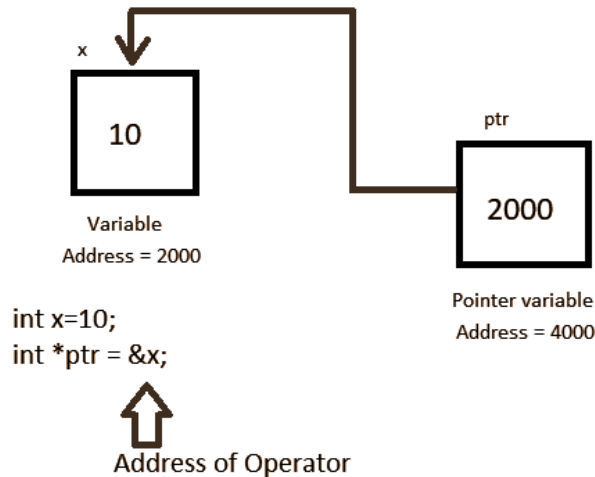 x
10
Variable
Address = 2000
ptr
2000
Pointer variable
Address = 4000
int x=10;
int *ptr = &x;
Address of Operator